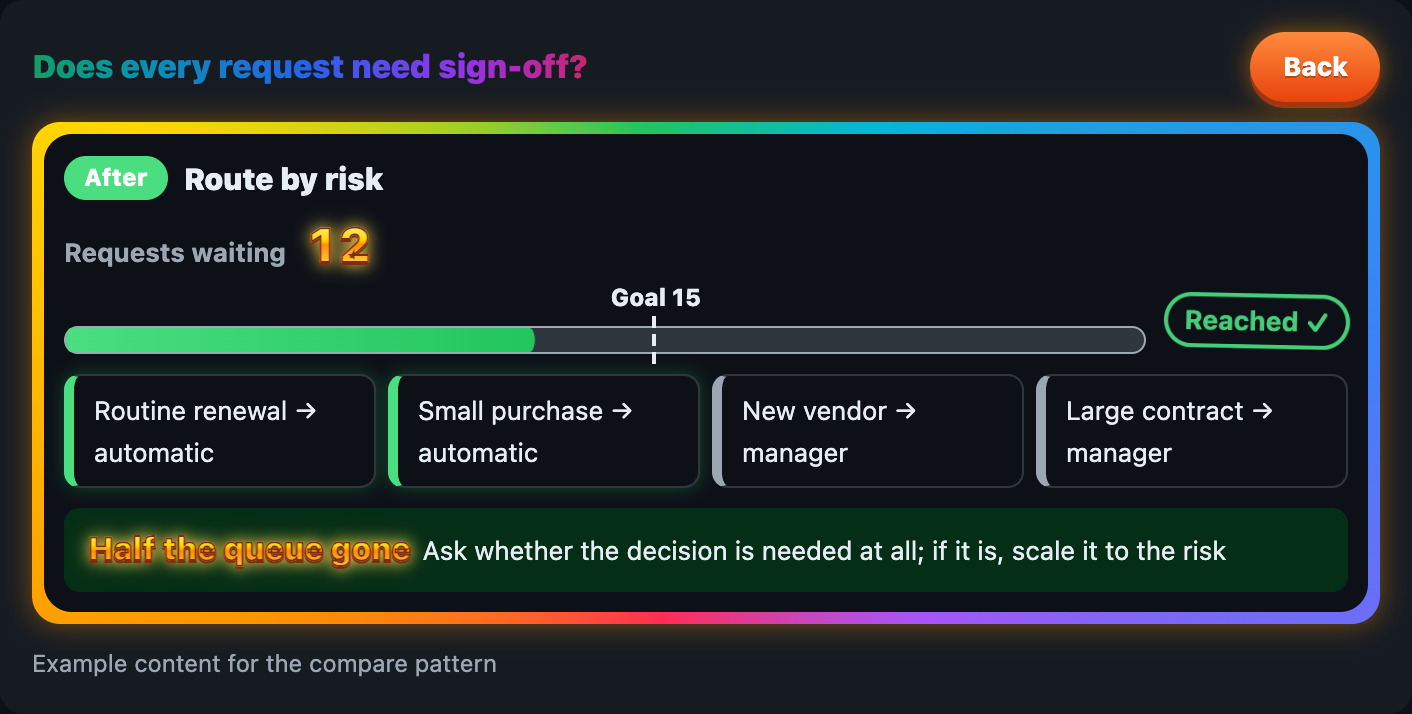 Does every request need sign-off?
Back
After Route by risk
Requests waiting 12
Goal 15
Reached ✓
Routine renewal →
automatic
Small purchase →
automatic
New vendor →
manager
Large contract →
manager
Half the queue gone Ask whether the decision is needed at all; if it is, scale it to the risk
Example content for the compare pattern